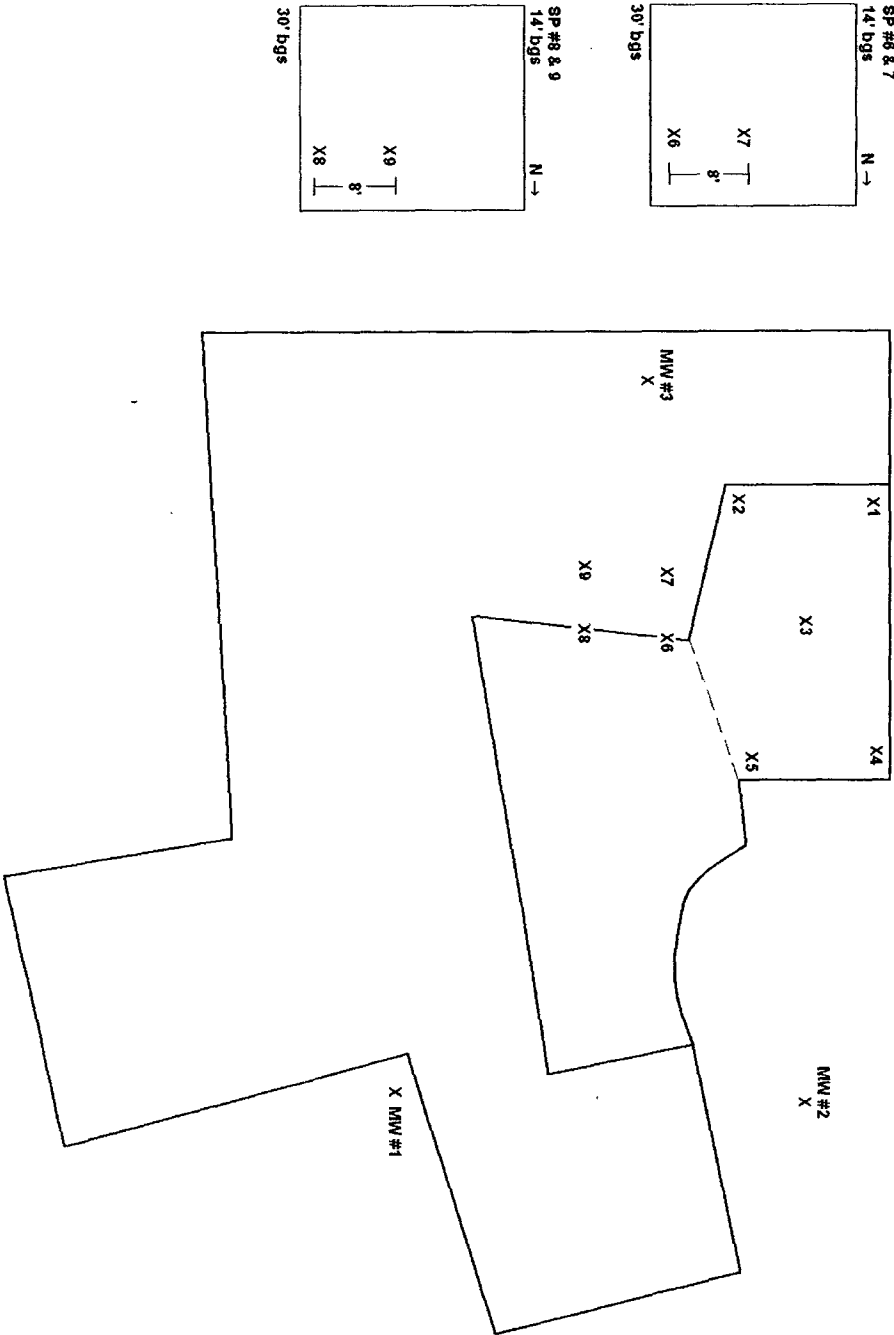 SP #8 & 9
14' bgs
N →
X9
8'
X8
30' bgs
SP #6 & 7
14' bgs
N →
X7
8'
X6
30' bgs
MW #3
X
X1
X2
X3
X4
X5
X6
X7
X8
X9
MW #2
X
X MW #1